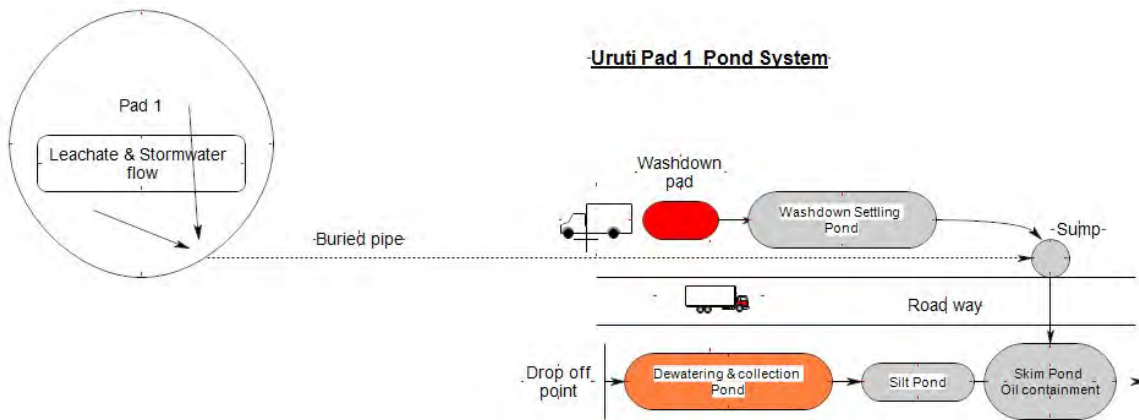 Uruti Pad 1 Pond System
Pad 1
Leachate & Stormwater
flow
Washdown
pad
Washdown Settling
Pond
Buried pipe
Sump
Road way
Drop off
point
Dewatering & collection
Pond
Silt Pond
Skim Pond
Oil containment